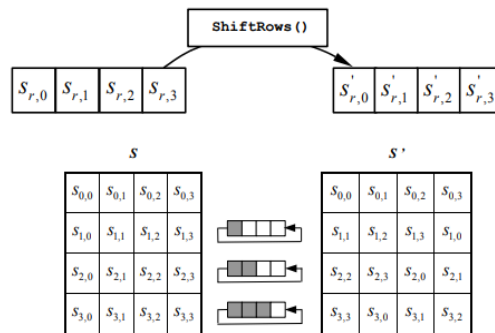 ShiftRows()
S_{r,0} S_{r,1} S_{r,2} S_{r,3} S'_{r,0} S'_{r,1} S'_{r,2} S'_{r,3}
S S'
S_{0,0} S_{0,1} S_{0,2} S_{0,3} S_{0,0} S_{0,1} S_{0,2} S_{0,3}
S_{1,0} S_{1,1} S_{1,2} S_{1,3} S_{1,1} S_{1,2} S_{1,3} S_{1,0}
S_{2,0} S_{2,1} S_{2,2} S_{2,3} S_{2,2} S_{2,3} S_{2,0} S_{2,1}
S_{3,0} S_{3,1} S_{3,2} S_{3,3} S_{3,3} S_{3,0} S_{3,1} S_{3,2}